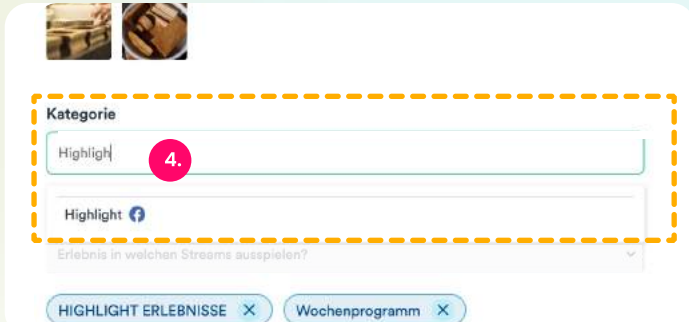 Kategorie
Highligh
4.
Highlight
Erlebnis in welchen Streams ausspielen?
HIGHLIGHT ERLEBNISSE X
Wochenprogramm X